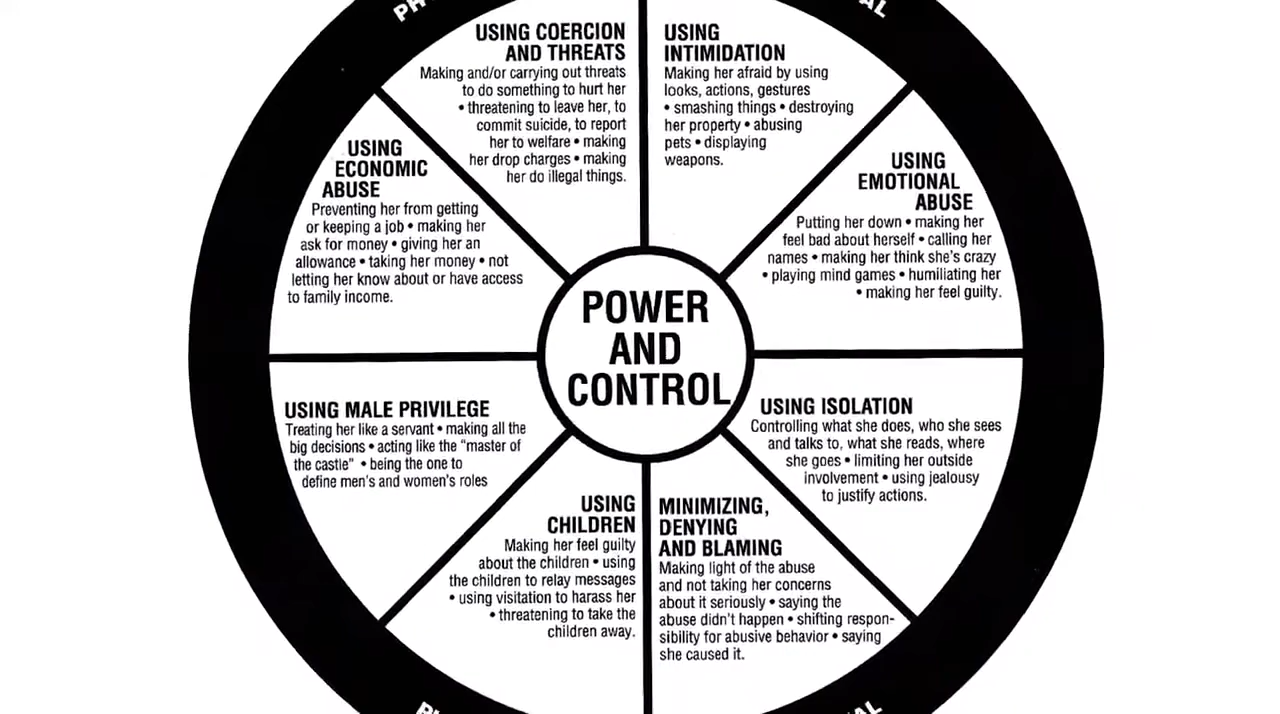 USING COERCION
AND THREATS
Making and/or carrying out threats
to do something to hurt her
• threatening to leave her, to
commit suicide, to report
her to welfare • making
her drop charges • making
her do illegal things.
USING
INTIMIDATION
Making her afraid by using
looks, actions, gestures
• smashing things • destroying
her property • abusing
pets • displaying
weapons.
USING
ECONOMIC
ABUSE
Preventing her from getting
or keeping a job • making her
ask for money • giving her an
allowance • taking her money • not
letting her know about or have access
to family income.
USING
EMOTIONAL
ABUSE
Putting her down • making her
feel bad about herself • calling her
names • making her think she's crazy
• playing mind games • humiliating her
• making her feel guilty.
POWER
AND
CONTROL
USING MALE PRIVILEGE
Treating her like a servant • making all the
big decisions • acting like the "master of
the castle" • being the one to
define men's and women's roles
USING ISOLATION
Controlling what she does, who she sees
and talks to, what she reads, where
she goes • limiting her outside
involvement • using jealousy
to justify actions.
USING
CHILDREN
Making her feel guilty
about the children • using
the children to relay messages
• using visitation to harass her
• threatening to take the
children away.
MINIMIZING,
DENYING
AND BLAMING
Making light of the abuse
and not taking her concerns
about it seriously • saying the
abuse didn't happen • shifting respon-
sibility for abusive behavior • saying
she caused it.